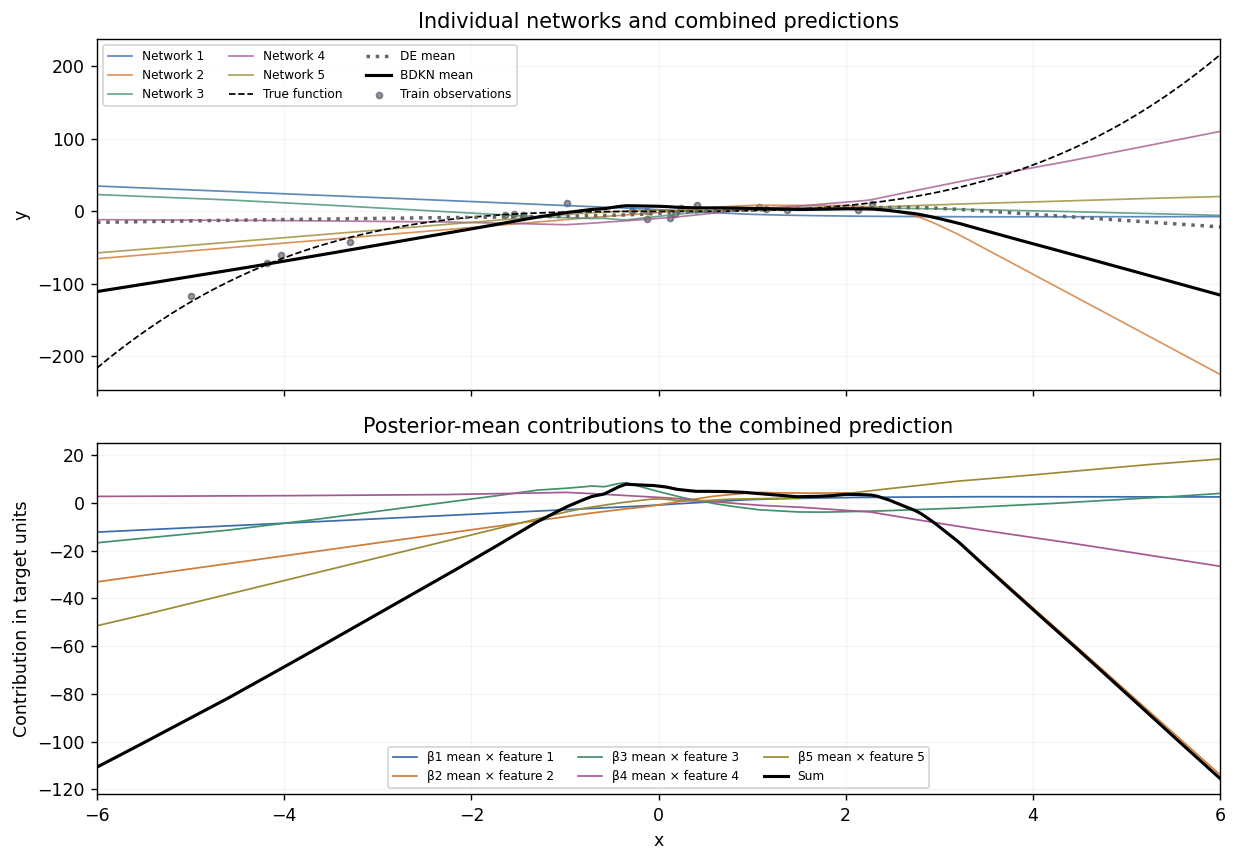 Individual networks and combined predictions
200
100
0
−100
−200
y
Network 1
Network 2
Network 3
Network 4
Network 5
True function
DE mean
BDKN mean
Train observations
Posterior-mean contributions to the combined prediction
20
0
−20
−40
−60
−80
−100
−120
Contribution in target units
β1 mean × feature 1
β2 mean × feature 2
β3 mean × feature 3
β4 mean × feature 4
β5 mean × feature 5
Sum
−6
−4
−2
0
2
4
6
x